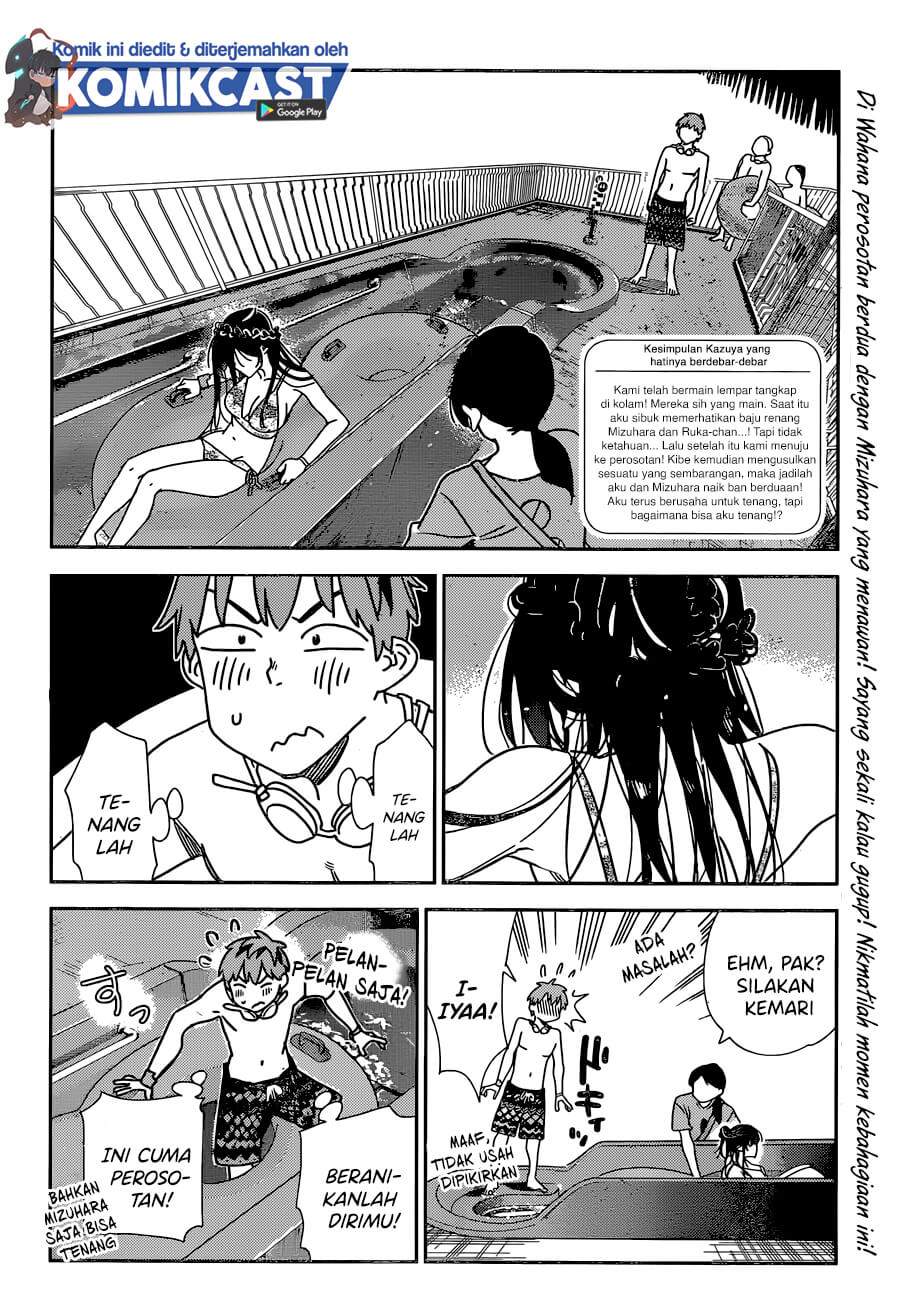 Komik ini diedit & diterjemahkan oleh
KOMIKCAST
GET IT ON
Google Play
Di Wahana perosotan berdua dengan Mizuhara yang menawan! Sayang sekali kalau gugup! Nikmatilah momen kebahagiaan ini!
Kesimpulan Kazuya yang
hatinya berdebar-debar
Kami telah bermain lempar tangkap
di kolam! Mereka sih yang main. Saat itu
aku sibuk memerhatikan baju renang
Mizuhara dan Ruka-chan...! Tapi tidak
ketahuan... Lalu setelah itu kami menuju
ke perosotan! Kibe kemudian mengusulkan
sesuatu yang sembarangan, maka jadilah
aku dan Mizuhara naik ban berduaan!
Aku terus berusaha untuk tenang, tapi
bagaimana bisa aku tenang!?
TE-
NANG
LAH
TE-
NANG
LAH
PELAN-
PELAN SAJA!
すっ
INI CUMA
PEROSO-
TAN!
BERANI-
KANLAH
DIRIMU!
BAHKAN
MIZUHARA
SAJA BISA
TENANG
ADA
MASALAH?
EHM, PAK?
SILAKAN
KEMARI
I-
IYAA!
MAAF,
TIDAK USAH
DIPIKIRKAN